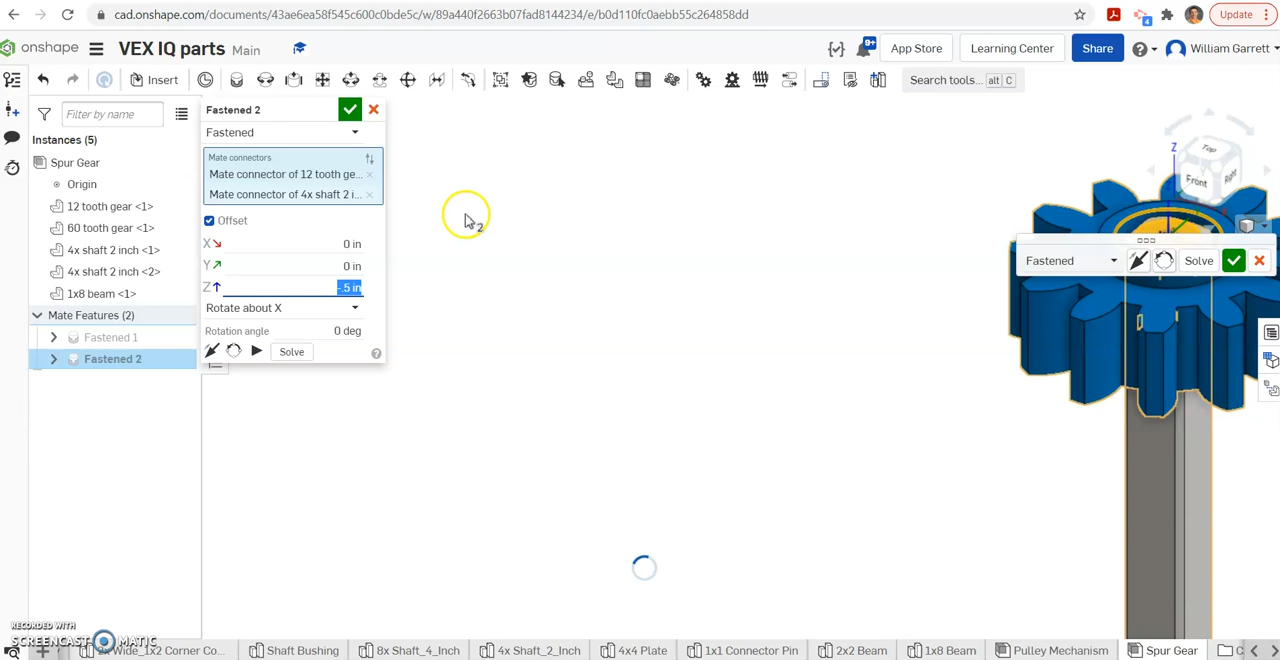 cad.onshape.com/documents/43ae6ea58f545c600c0bde5c/w/09a440f2663b07fad8144234/e/b0d110fc0aebb55c264858dd
Update
onshape
VEX IQ parts Main
9+
App Store
Learning Center
Share
William Garrett
Insert
Search tools... alt C
Filter by name
Instances (5)
Spur Gear
Origin
12 tooth gear <1>
60 tooth gear <1>
4x shaft 2 inch <1>
4x shaft 2 inch <2>
1x8 beam <1>
Mate Features (2)
Fastened 1
Fastened 2
Fastened 2
Fastened
Mate connectors
Mate connector of 12 tooth ge...
Mate connector of 4x shaft 2 i...
Offset
X 0 in
Y 0 in
Z -.5 in
Rotate about X
Rotation angle 0 deg
Solve
Z
Top
Front
Right
Fastened
Solve
RECORDED WITH
SCREENCAST MATIC
2x Wide_1x2 Corner Co...
Shaft Bushing
8x Shaft_4_Inch
4x Shaft_2_Inch
4x4 Plate
1x1 Connector Pin
2x2 Beam
1x8 Beam
Pulley Mechanism
Spur Gear